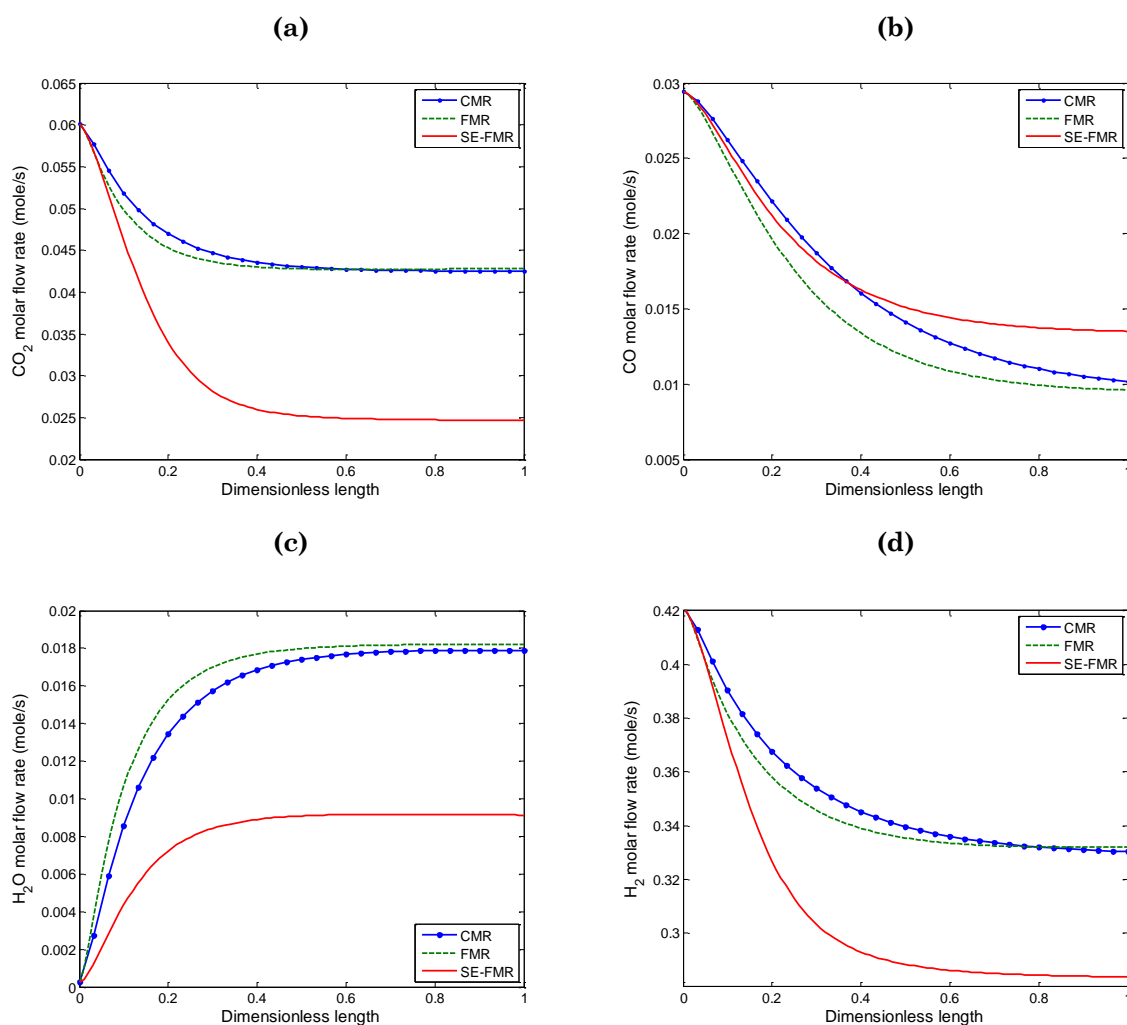 (a)
CO2 molar flow rate (mole/s)
0.065
0.06
0.055
0.05
0.045
0.04
0.035
0.03
0.025
0.02
CMR
FMR
SE-FMR
0 0.2 0.4 0.6 0.8 1
Dimensionless length
(b)
CO molar flow rate (mole/s)
0.03
0.025
0.02
0.015
0.01
0.005
CMR
FMR
SE-FMR
0 0.2 0.4 0.6 0.8 1
Dimensionless length
(c)
H2O molar flow rate (mole/s)
0.02
0.018
0.016
0.014
0.012
0.01
0.008
0.006
0.004
0.002
0
CMR
FMR
SE-FMR
0 0.2 0.4 0.6 0.8 1
Dimensionless length
(d)
H2 molar flow rate (mole/s)
0.42
0.4
0.38
0.36
0.34
0.32
0.3
CMR
FMR
SE-FMR
0 0.2 0.4 0.6 0.8 1
Dimensionless length